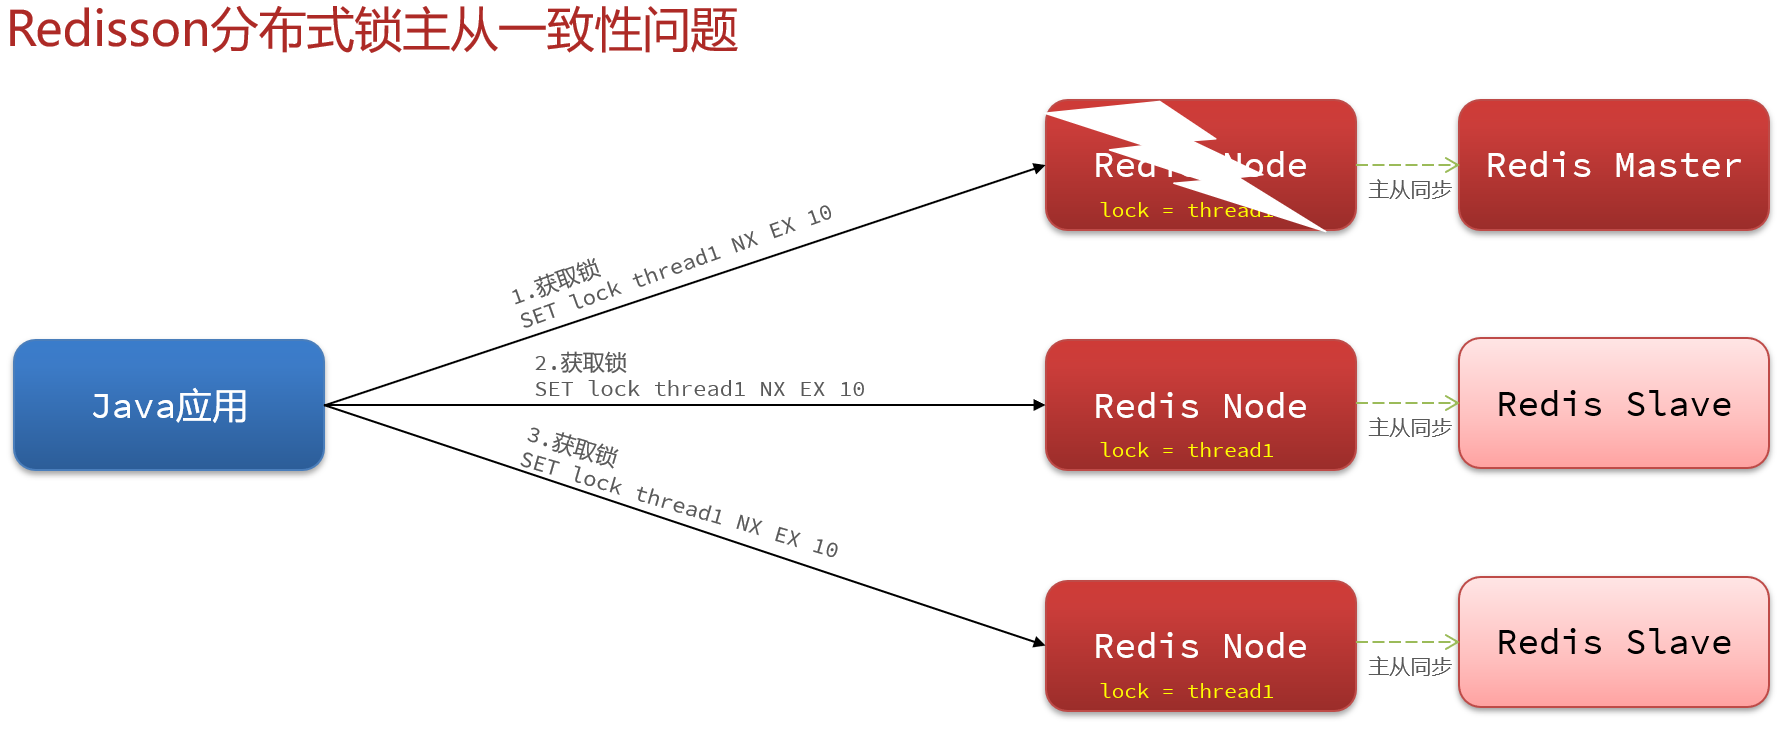 Redisson分布式锁主从一致性问题
Java应用
1.获取锁
SET lock thread1 NX EX 10
2.获取锁
SET lock thread1 NX EX 10
3.获取锁
SET lock thread1 NX EX 10
Redis Node
lock = thread1
主从同步
Redis Master
Redis Node
lock = thread1
主从同步
Redis Slave
Redis Node
lock = thread1
主从同步
Redis Slave